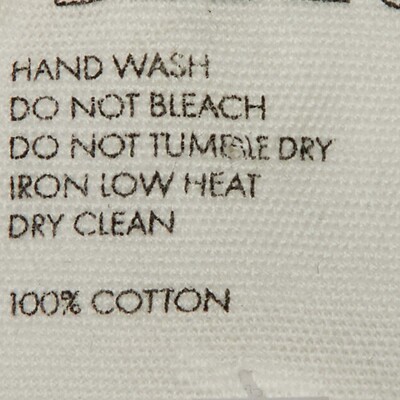 HAND WASH
DO NOT BLEACH
DO NOT TUMBLE DRY
IRON LOW HEAT
DRY CLEAN
100% COTTON